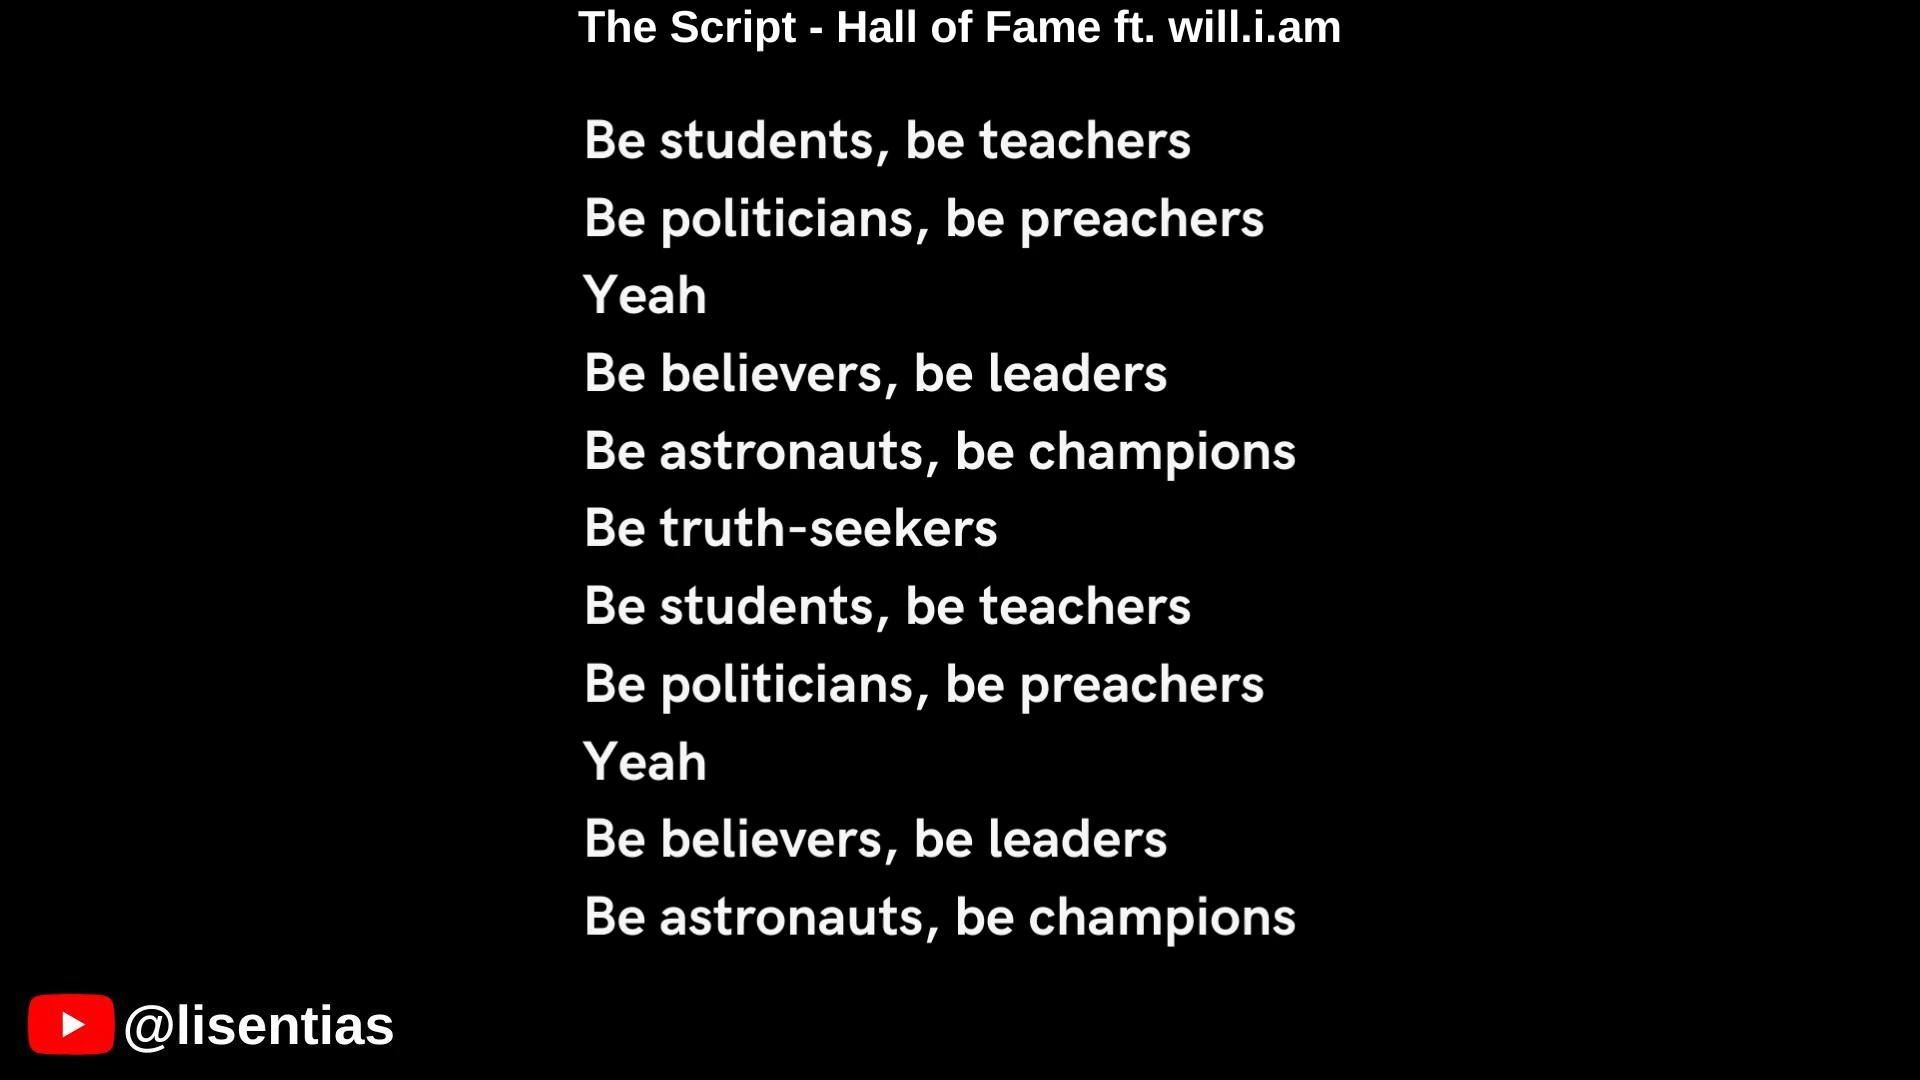 The Script - Hall of Fame ft. will.i.am
Be students, be teachers
Be politicians, be preachers
Yeah
Be believers, be leaders
Be astronauts, be champions
Be truth-seekers
Be students, be teachers
Be politicians, be preachers
Yeah
Be believers, be leaders
Be astronauts, be champions
@lisentias